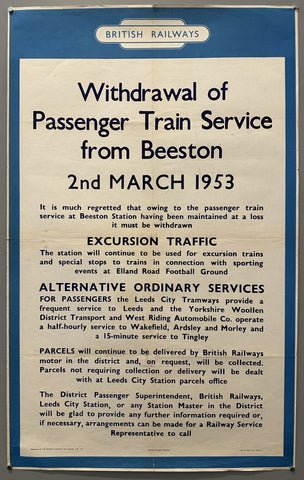 BRITISH RAILWAYS
Withdrawal of
Passenger Train Service
from Beeston
2nd MARCH 1953
It is much regretted that owing to the passenger train
service at Beeston Station having been maintained at a loss
it must be withdrawn
EXCURSION TRAFFIC
The station will continue to be used for excursion trains
and special stops to trains in connection with sporting
events at Elland Road Football Ground
ALTERNATIVE ORDINARY SERVICES
FOR PASSENGERS the Leeds City Tramways provide a
frequent service to Leeds and the Yorkshire Woollen
District Transport and West Riding Automobile Co. operate
a half-hourly service to Wakefield, Ardsley and Morley and
a 15-minute service to Tingley
PARCELS will continue to be delivered by British Railways
motor in the district and, on request, will be collected.
Parcels not requiring collection or delivery will be dealt
with at Leeds City Station parcels office
The District Passenger Superintendent, British Railways,
Leeds City Station, or any Station Master in the District
will be glad to provide any further information required or,
if necessary, arrangements can be made for a Railway Service
Representative to call